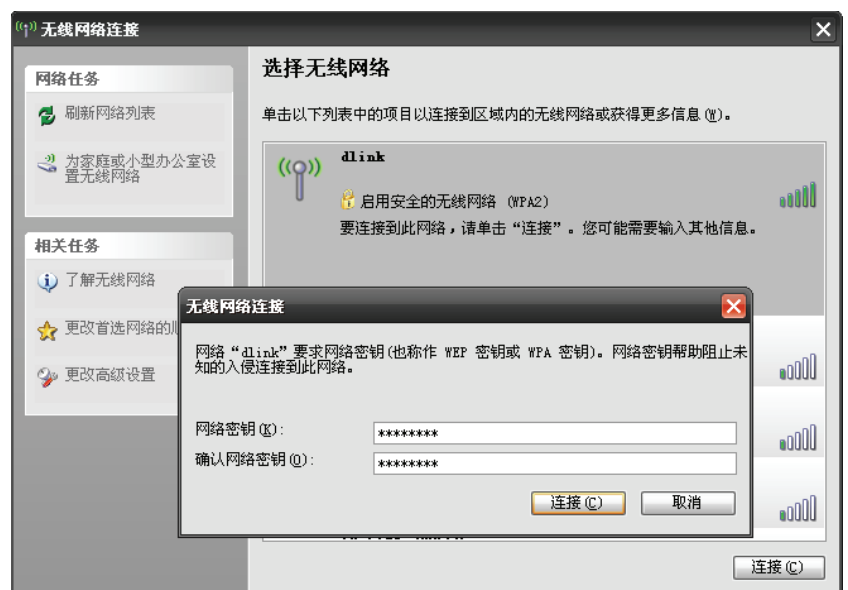 无线网络连接
网络任务
刷新网络列表
为家庭或小型办公室设
置无线网络
相关任务
了解无线网络
更改首选网络的
更改高级设置
选择无线网络
单击以下列表中的项目以连接到区域内的无线网络或获得更多信息(W)。
dlink
启用安全的无线网络 (WPA2)
要连接到此网络，请单击“连接”。您可能需要输入其他信息。
无线网络连接
网络“dlink”要求网络密钥(也称作 WEP 密钥或 WPA 密钥)。网络密钥帮助阻止未
知的入侵连接到此网络。
网络密钥(K):
********
确认网络密钥(O):
********
连接(C)
取消
连接(C)